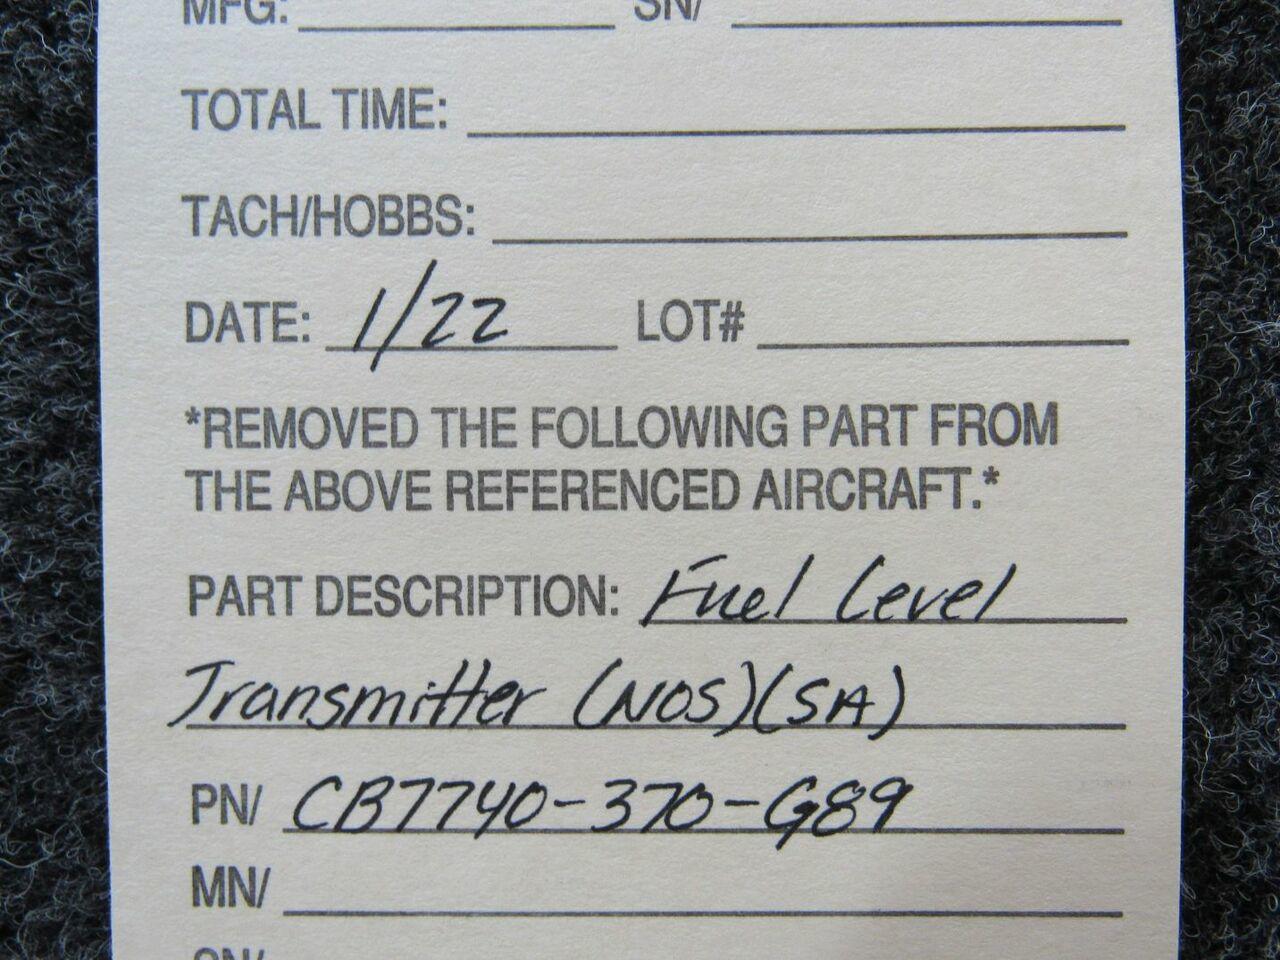 MFG: SN/
TOTAL TIME:
TACH/HOBBS:
DATE: 1/22 LOT#
*REMOVED THE FOLLOWING PART FROM
THE ABOVE REFERENCED AIRCRAFT.*
PART DESCRIPTION: Fuel Level
Transmitter (NOS)(SA)
PN/ CB7740-370-G89
MN/
SN/